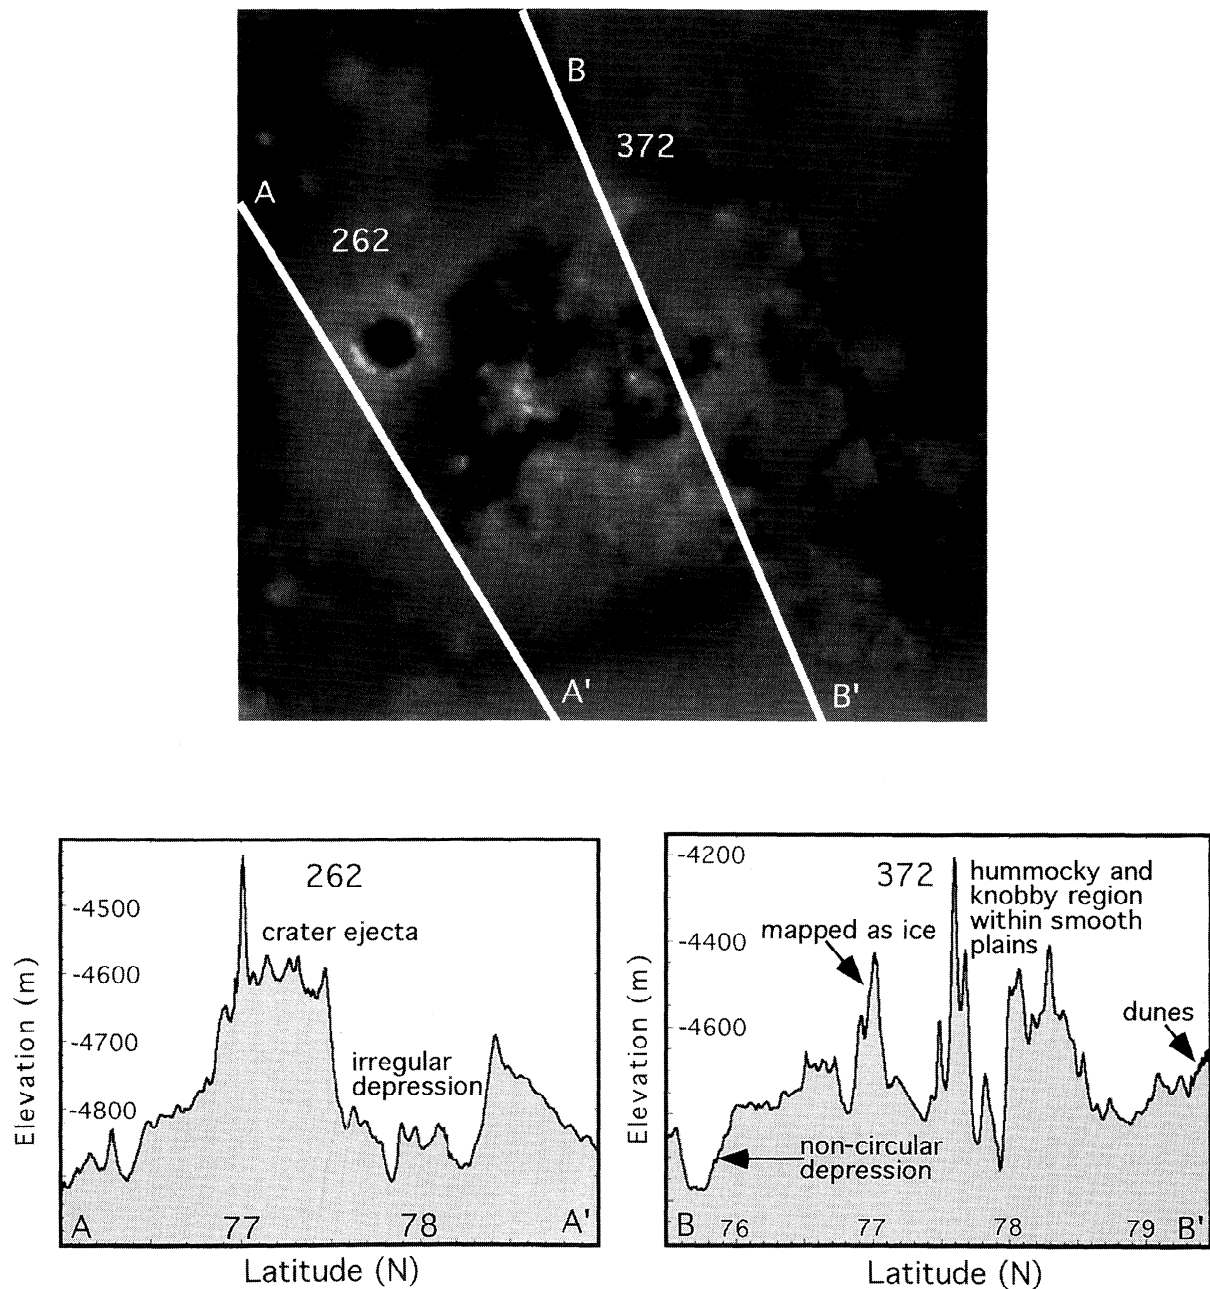 B
372
A
262
A'
B'
262
crater ejecta
irregular
depression
-4500
-4600
-4700
-4800
Elevation (m)
A
77
78
A'
Latitude (N)
372
hummocky and
knobby region
within smooth
plains
mapped as ice
dunes
non-circular
depression
-4200
-4400
-4600
Elevation (m)
B
76
77
78
79
B'
Latitude (N)